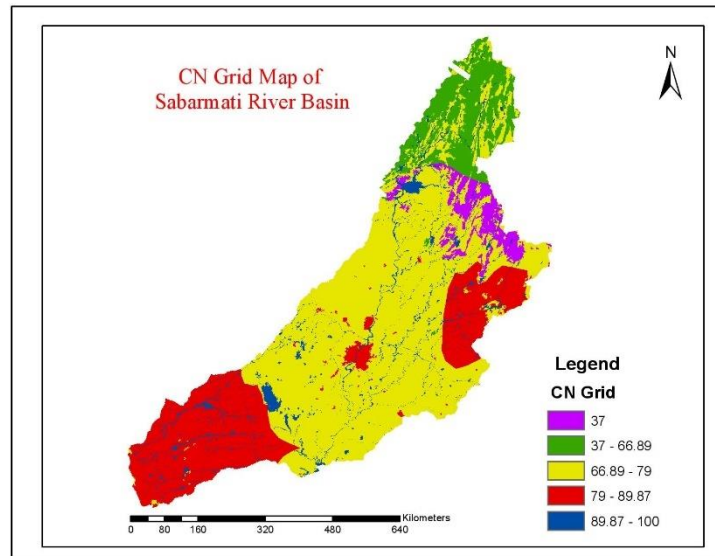 CN Grid Map of
Sabarmati River Basin
N
Legend
CN Grid
37
37 - 66.89
66.89 - 79
79 - 89.87
89.87 - 100
Kilometers
0 80 160 320 480 640